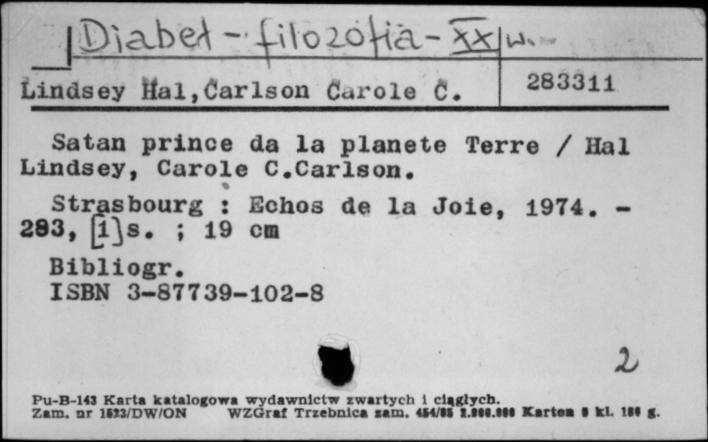 Diabeł - filozofia - XX w.
Lindsey Hal,Carlson Carole C. 283311
Satan prince da la planete Terre / Hal
Lindsey, Carole C.Carlson.
Strasbourg : Echos de la Joie, 1974. -
283, [1]s. ; 19 cm
Bibliogr.
ISBN 3-87739-102-8
2
Pu-B-143 Karta katalogowa wydawnictw zwartych i ciągłych.
Zam. nr 1523/DW/ON WZGraf Trzebnica zam. 454/85 2.000.000 Karton kl. 180 g.